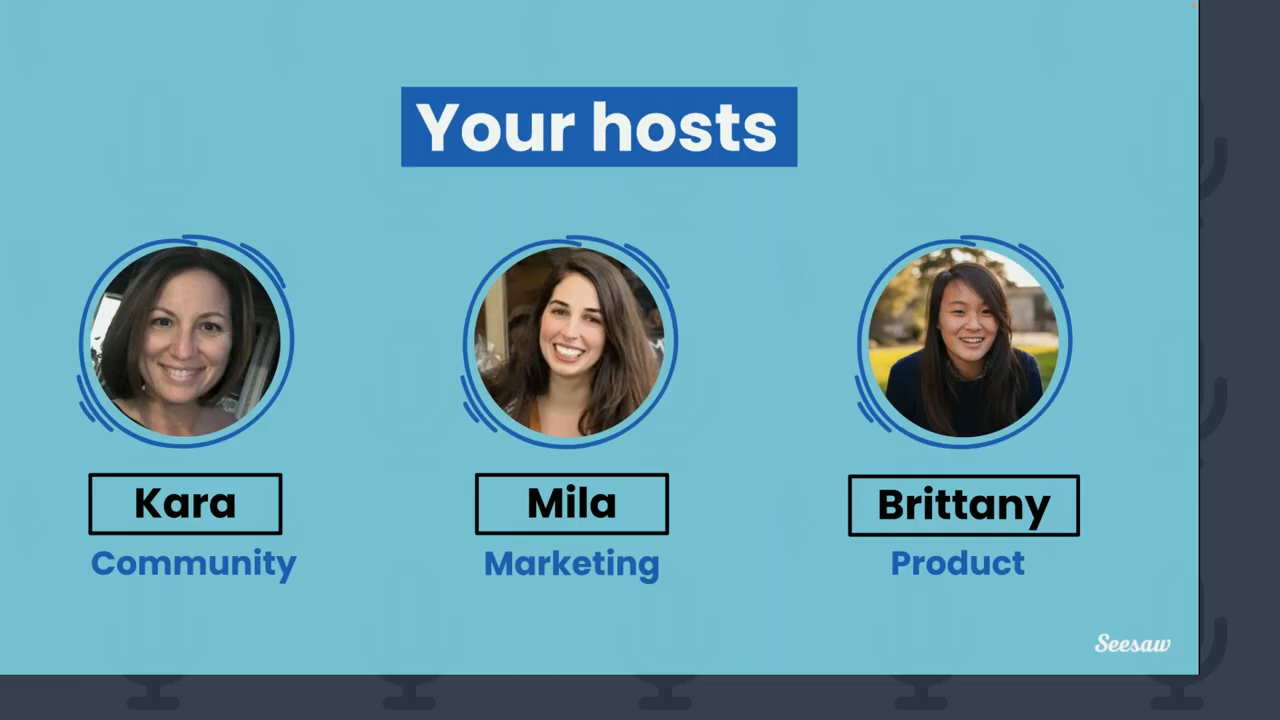 Your hosts
Kara
Mila
Brittany
Community
Marketing
Product
Seesaw